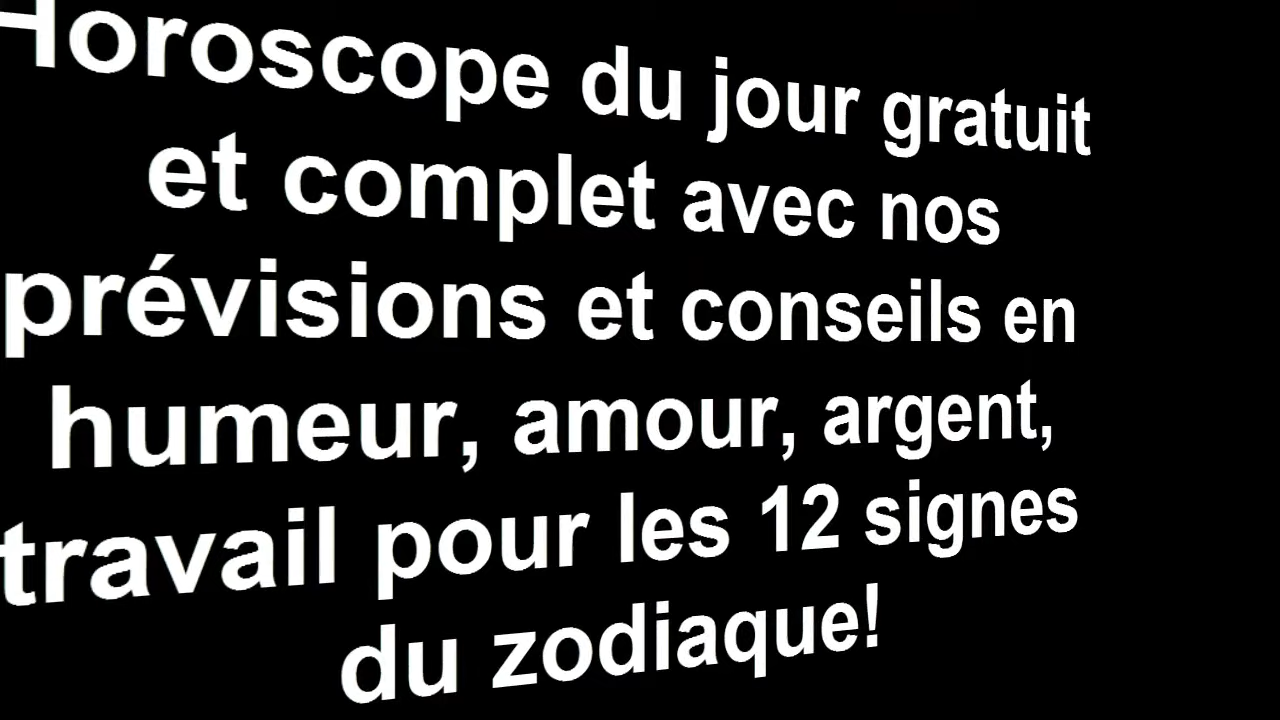 Horoscope du jour gratuit
et complet avec nos
prévisions et conseils en
humeur, amour, argent,
travail pour les 12 signes
du zodiaque!